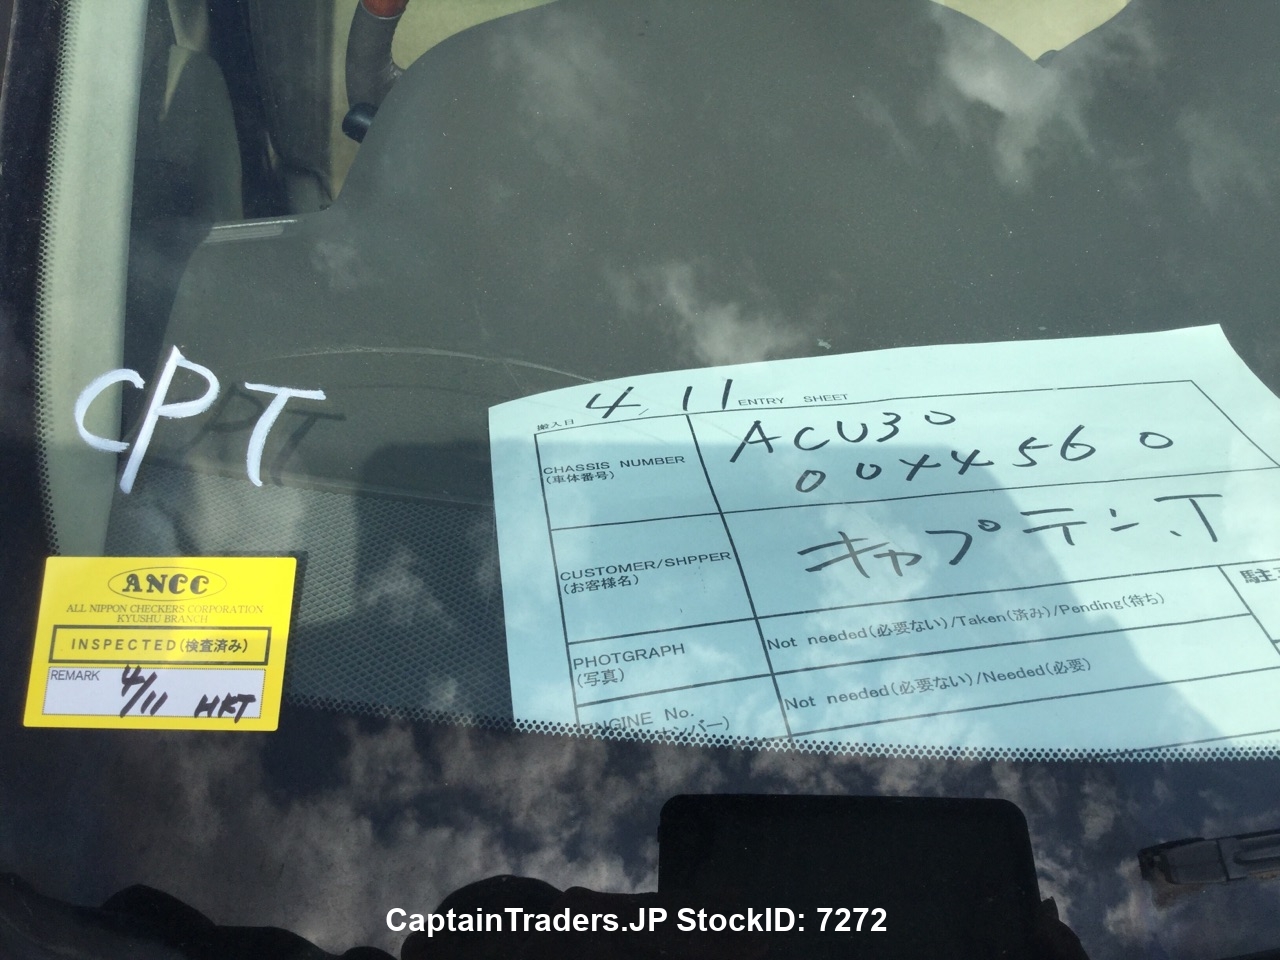 CPT
搬入日 4/11 ENTRY SHEET
CHASSIS NUMBER
(車体番号)
ACU30
0044560
CUSTOMER/SHPPER
(お客様名)
キャプテン.T
PHOTGRAPH
(写真)
Not needed(必要ない)/Taken(済み)/Pending(待ち)
ENGINE No.
Not needed(必要ない)/Needed(必要)
ANCC
ALL NIPPON CHECKERS CORPORATION
KYUSHU BRANCH
INSPECTED(検査済み)
REMARK
4/11 HKT
CaptainTraders.JP StockID: 7272